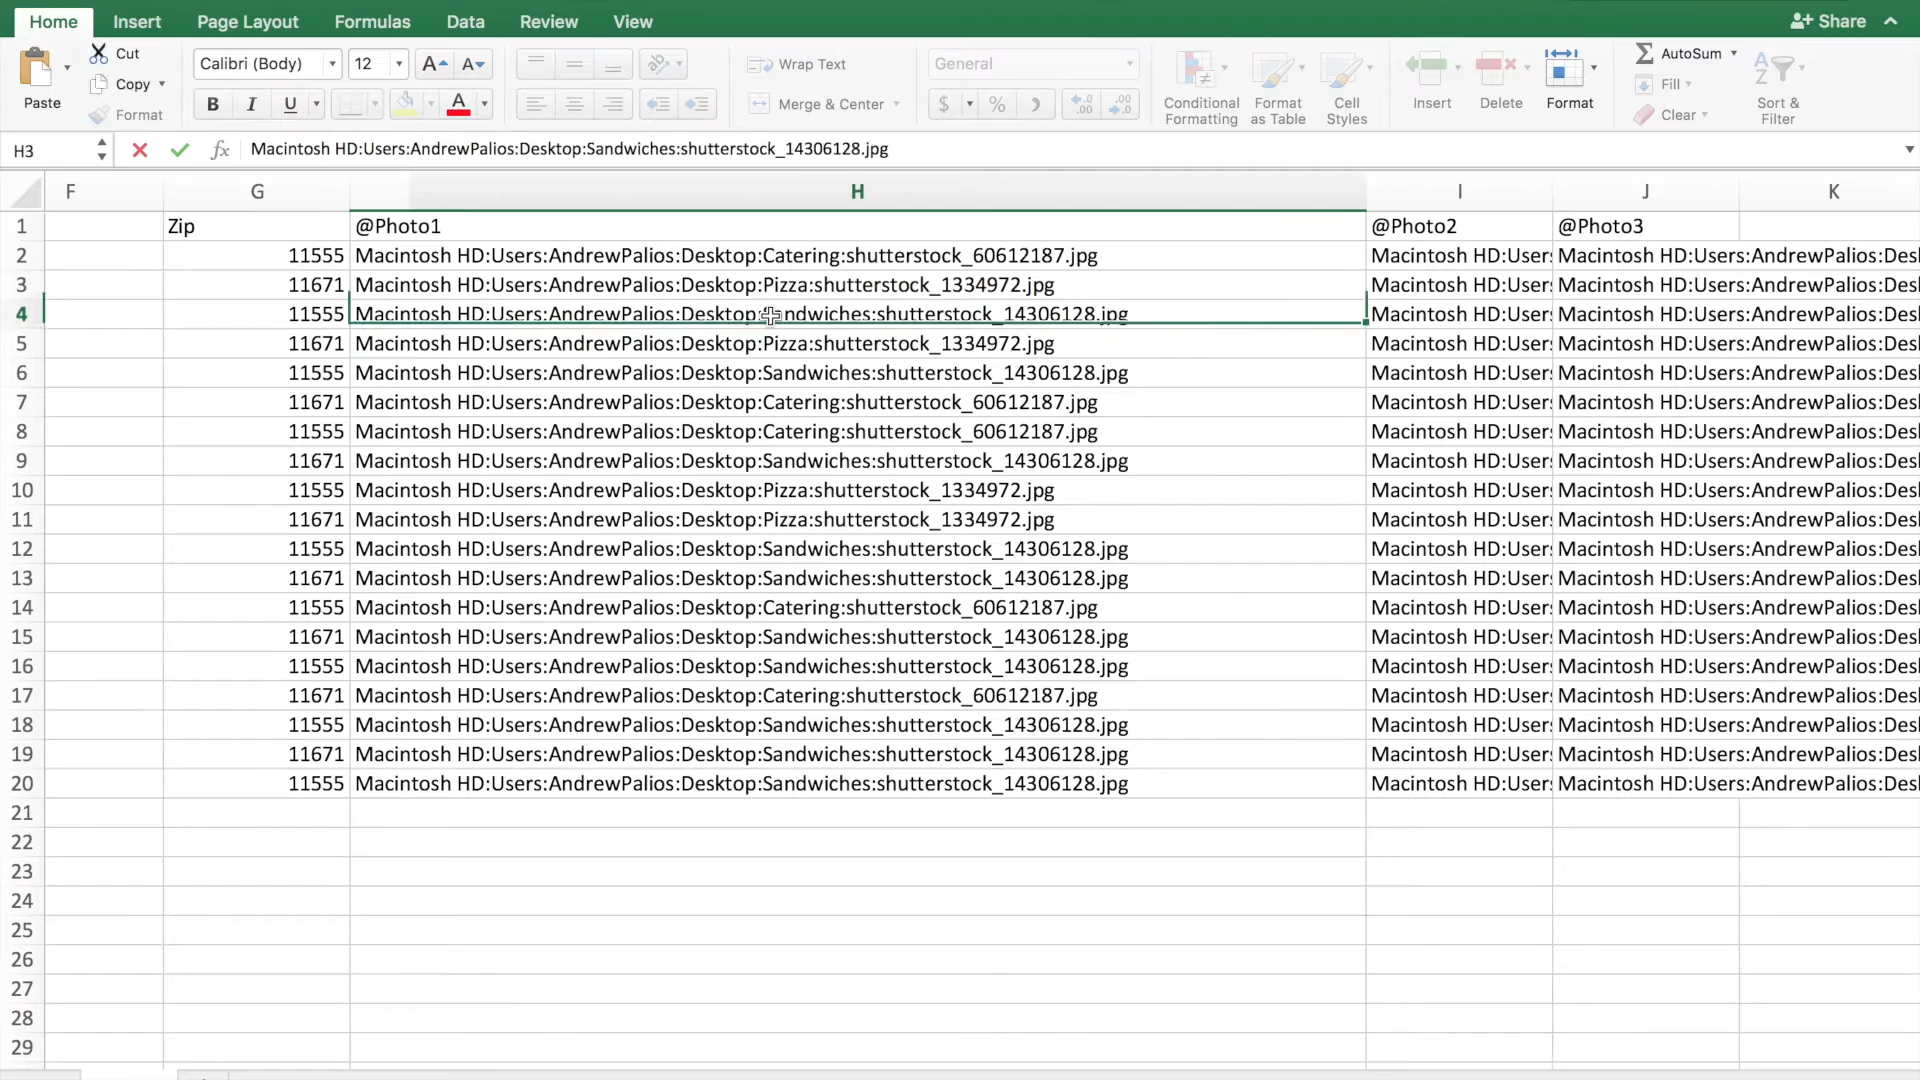 Home Insert Page Layout Formulas Data Review View Share
Cut
Calibri (Body) 12 Wrap Text General AutoSum
Copy Fill
Paste Format B I U A Merge & Center $ % Conditional Formatting Format as Table Cell Styles Insert Delete Format Clear Sort & Filter
H3 fx Macintosh HD:Users:AndrewPalios:Desktop:Sandwiches:shutterstock_14306128.jpg
F G H I J K
1 Zip @Photo1 @Photo2 @Photo3
2 11555 Macintosh HD:Users:AndrewPalios:Desktop:Catering:shutterstock_60612187.jpg Macintosh HD:Users Macintosh HD:Users:AndrewPalios:Des
3 11671 Macintosh HD:Users:AndrewPalios:Desktop:Pizza:shutterstock_1334972.jpg Macintosh HD:Users Macintosh HD:Users:AndrewPalios:Des
4 11555 Macintosh HD:Users:AndrewPalios:Desktop:Sandwiches:shutterstock_14306128.jpg Macintosh HD:Users Macintosh HD:Users:AndrewPalios:Des
5 11671 Macintosh HD:Users:AndrewPalios:Desktop:Pizza:shutterstock_1334972.jpg Macintosh HD:Users Macintosh HD:Users:AndrewPalios:Des
6 11555 Macintosh HD:Users:AndrewPalios:Desktop:Sandwiches:shutterstock_14306128.jpg Macintosh HD:Users Macintosh HD:Users:AndrewPalios:Des
7 11671 Macintosh HD:Users:AndrewPalios:Desktop:Catering:shutterstock_60612187.jpg Macintosh HD:Users Macintosh HD:Users:AndrewPalios:Des
8 11555 Macintosh HD:Users:AndrewPalios:Desktop:Catering:shutterstock_60612187.jpg Macintosh HD:Users Macintosh HD:Users:AndrewPalios:Des
9 11671 Macintosh HD:Users:AndrewPalios:Desktop:Sandwiches:shutterstock_14306128.jpg Macintosh HD:Users Macintosh HD:Users:AndrewPalios:Des
10 11555 Macintosh HD:Users:AndrewPalios:Desktop:Pizza:shutterstock_1334972.jpg Macintosh HD:Users Macintosh HD:Users:AndrewPalios:Des
11 11671 Macintosh HD:Users:AndrewPalios:Desktop:Pizza:shutterstock_1334972.jpg Macintosh HD:Users Macintosh HD:Users:AndrewPalios:Des
12 11555 Macintosh HD:Users:AndrewPalios:Desktop:Sandwiches:shutterstock_14306128.jpg Macintosh HD:Users Macintosh HD:Users:AndrewPalios:Des
13 11671 Macintosh HD:Users:AndrewPalios:Desktop:Sandwiches:shutterstock_14306128.jpg Macintosh HD:Users Macintosh HD:Users:AndrewPalios:Des
14 11555 Macintosh HD:Users:AndrewPalios:Desktop:Catering:shutterstock_60612187.jpg Macintosh HD:Users Macintosh HD:Users:AndrewPalios:Des
15 11671 Macintosh HD:Users:AndrewPalios:Desktop:Sandwiches:shutterstock_14306128.jpg Macintosh HD:Users Macintosh HD:Users:AndrewPalios:Des
16 11555 Macintosh HD:Users:AndrewPalios:Desktop:Sandwiches:shutterstock_14306128.jpg Macintosh HD:Users Macintosh HD:Users:AndrewPalios:Des
17 11671 Macintosh HD:Users:AndrewPalios:Desktop:Catering:shutterstock_60612187.jpg Macintosh HD:Users Macintosh HD:Users:AndrewPalios:Des
18 11555 Macintosh HD:Users:AndrewPalios:Desktop:Sandwiches:shutterstock_14306128.jpg Macintosh HD:Users Macintosh HD:Users:AndrewPalios:Des
19 11671 Macintosh HD:Users:AndrewPalios:Desktop:Sandwiches:shutterstock_14306128.jpg Macintosh HD:Users Macintosh HD:Users:AndrewPalios:Des
20 11555 Macintosh HD:Users:AndrewPalios:Desktop:Sandwiches:shutterstock_14306128.jpg Macintosh HD:Users Macintosh HD:Users:AndrewPalios:Des
21
22
23
24
25
26
27
28
29